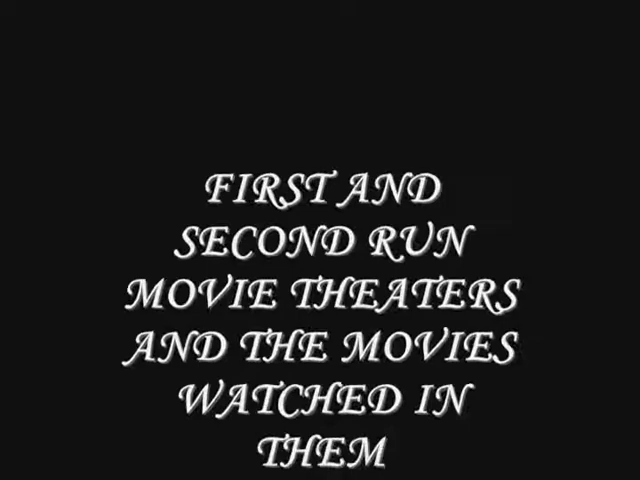 FIRST AND
SECOND RUN
MOVIE THEATERS
AND THE MOVIES
WATCHED IN
THEM